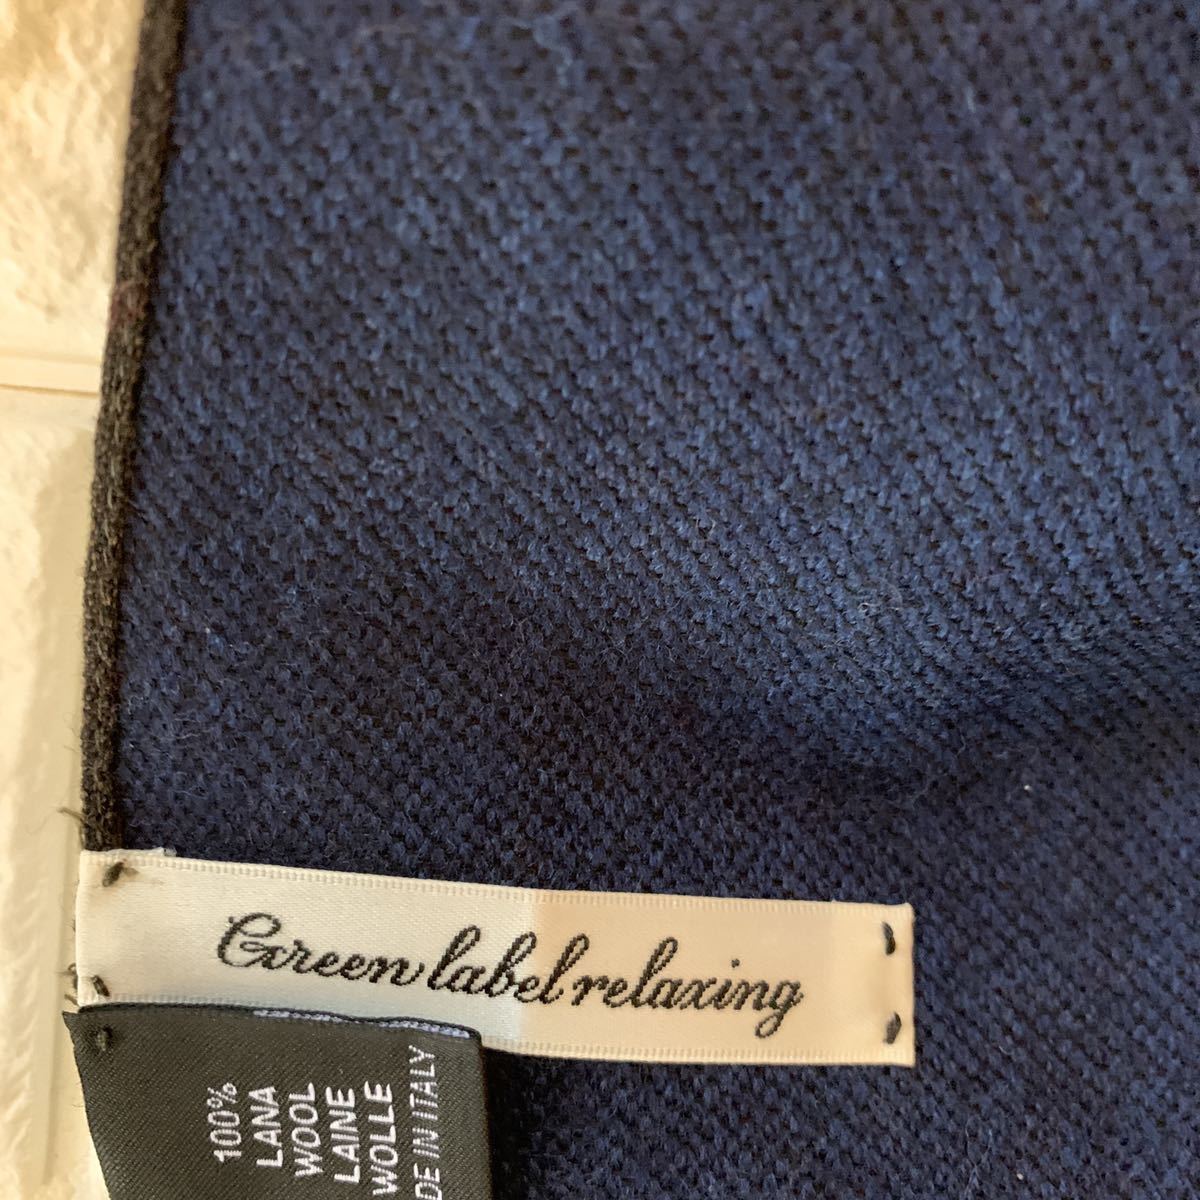 Green label relaxing
100%
LANA
WOOL
LAINE
WOLLE
DE IN ITALY